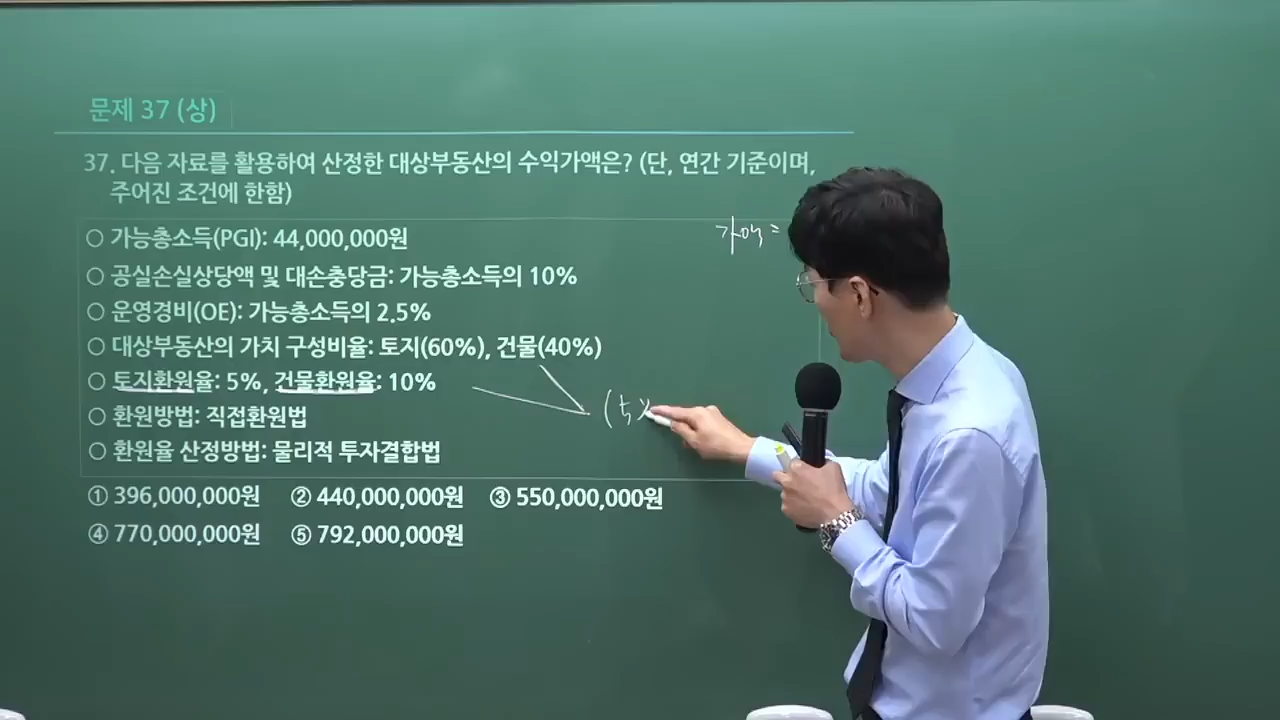 문제 37 (상)
37. 다음 자료를 활용하여 산정한 대상부동산의 수익가액은? (단, 연간 기준이며,
주어진 조건에 한함)
가액 =
○ 가능총소득(PGI): 44,000,000원
○ 공실손실상당액 및 대손충당금: 가능총소득의 10%
○ 운영경비(OE): 가능총소득의 2.5%
○ 대상부동산의 가치 구성비율: 토지(60%), 건물(40%)
○ 토지환원율: 5%, 건물환원율: 10%
(5×
○ 환원방법: 직접환원법
○ 환원율 산정방법: 물리적 투자결합법
① 396,000,000원 ② 440,000,000원 ③ 550,000,000원
④ 770,000,000원 ⑤ 792,000,000원